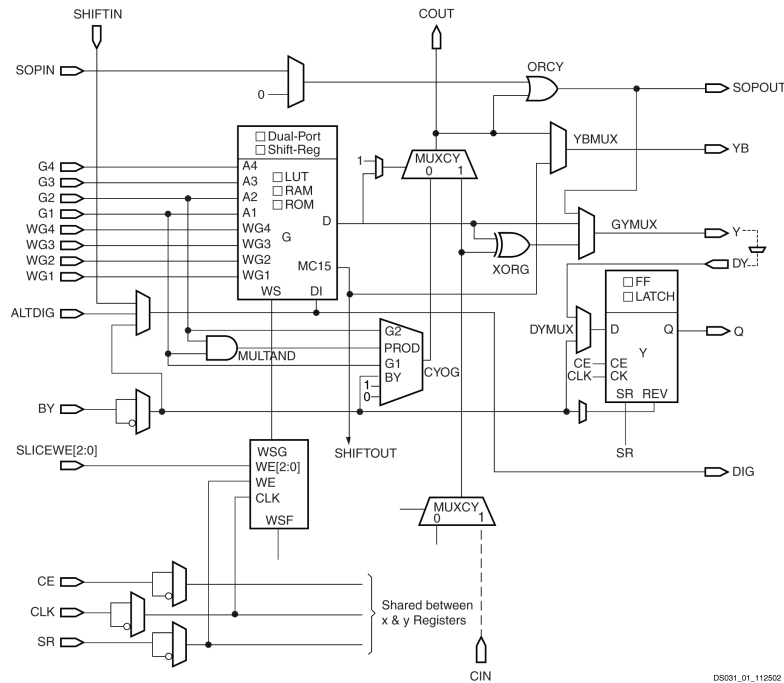 SHIFTIN
COUT
SOPIN
0
ORCY
SOPOUT
Dual-Port
Shift-Reg
YBMUX
YB
1
MUXCY
0 1
G4
G3
G2
G1
WG4
WG3
WG2
WG1
A4
A3
A2
A1
WG4
WG3
WG2
WG1
LUT
RAM
ROM
G
D
MC15
WS DI
GYMUX
Y
XORG
DY
FF
LATCH
ALTDIG
DYMUX
D
Q
Q
Y
MULTAND
G2
PROD
G1
BY
1
0
CYOG
CE
CLK
CE
CK
SR REV
BY
SR
SHIFTOUT
SLICEWE[2:0]
WSG
WE[2:0]
WE
CLK
WSF
DIG
MUXCY
0 1
CE
CLK
SR
Shared between
x & y Registers
CIN
DS031_01_112502